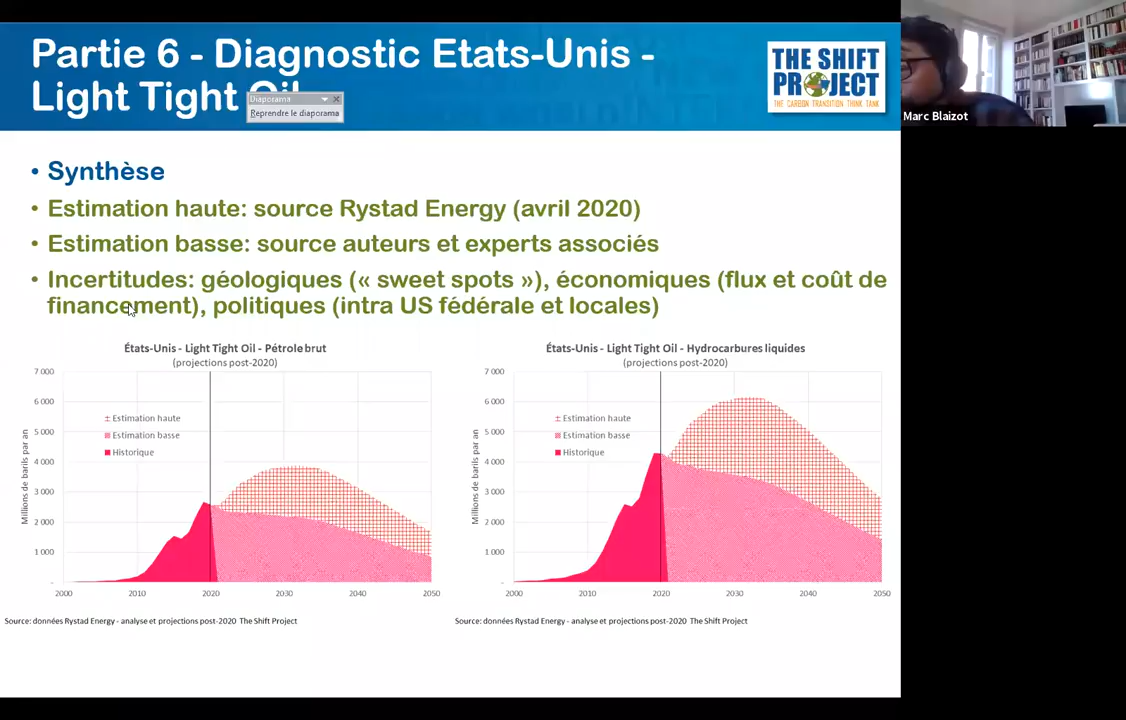 Partie 6 - Diagnostic Etats-Unis -
Light Tight Oil
Diaporama
Reprendre le diaporama
THE SHIFT
PROJECT
THE CARBON TRANSITION THINK TANK
Marc Blaizot
• Synthèse
• Estimation haute: source Rystad Energy (avril 2020)
• Estimation basse: source auteurs et experts associés
• Incertitudes: géologiques (« sweet spots »), économiques (flux et coût de
financement), politiques (intra US fédérale et locales)
États-Unis - Light Tight Oil - Pétrole brut
(projections post-2020)
Millions de barils par an
7 000
6 000
5 000
4 000
3 000
2 000
1 000
-
Estimation haute
Estimation basse
Historique
2000 2010 2020 2030 2040 2050
Source: données Rystad Energy - analyse et projections post-2020 The Shift Project
États-Unis - Light Tight Oil - Hydrocarbures liquides
(projections post-2020)
Millions de barils par an
7 000
6 000
5 000
4 000
3 000
2 000
1 000
-
Estimation haute
Estimation basse
Historique
2000 2010 2020 2030 2040 2050
Source: données Rystad Energy - analyse et projections post-2020 The Shift Project